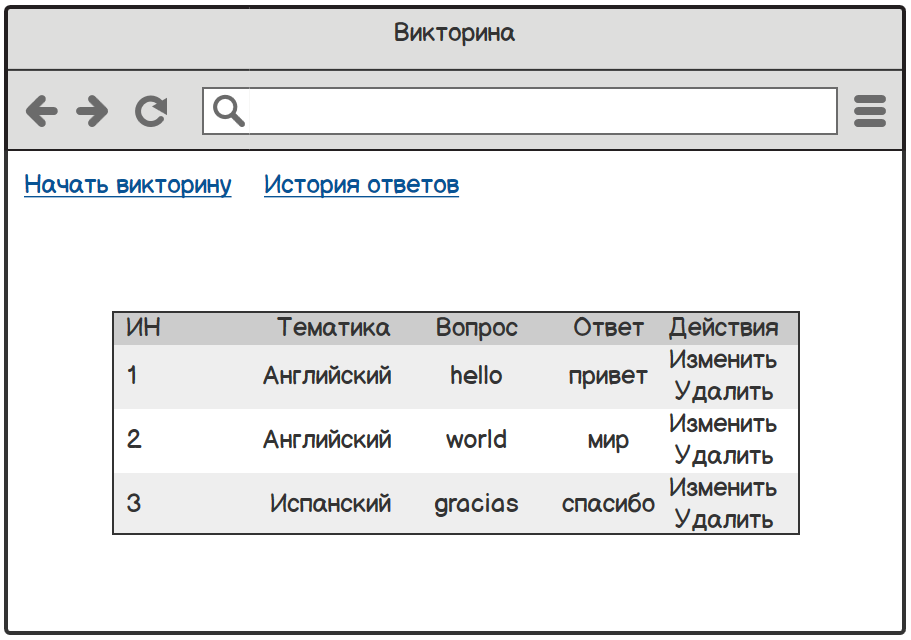 Викторина
Начать викторину История ответов
ИН Тематика Вопрос Ответ Действия
1 Английский hello привет Изменить
Удалить
2 Английский world мир Изменить
Удалить
3 Испанский gracias спасибо Изменить
Удалить